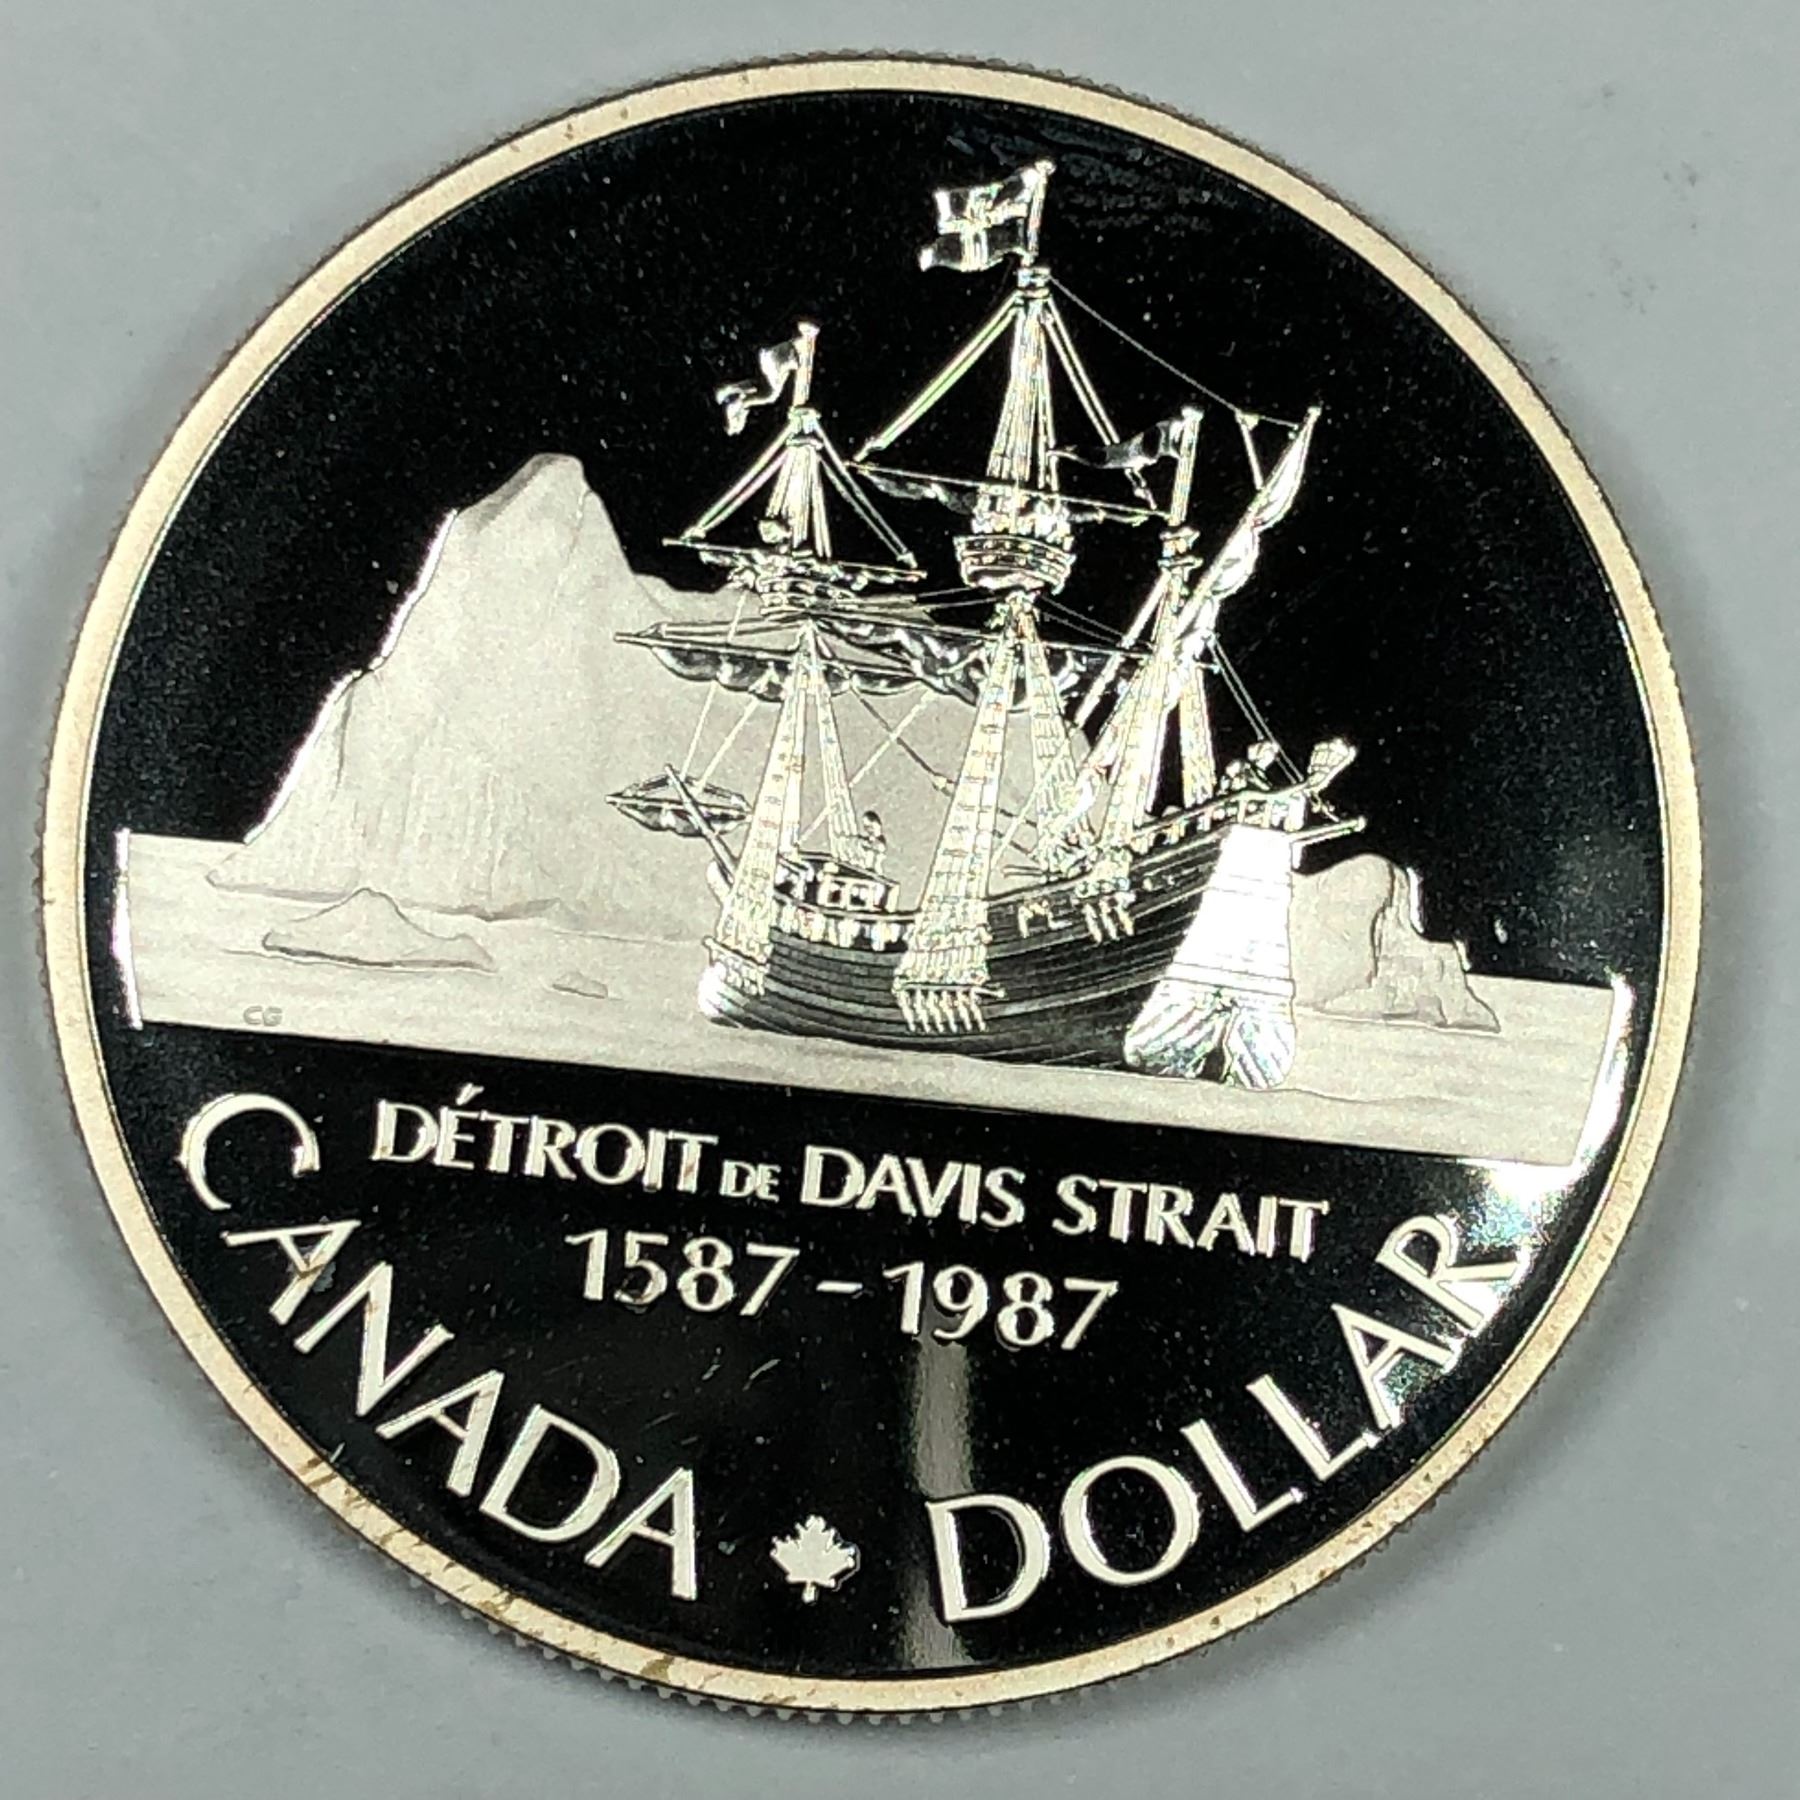 CG
DÉTROIT DE DAVIS STRAIT
1587 - 1987
CANADA DOLLAR